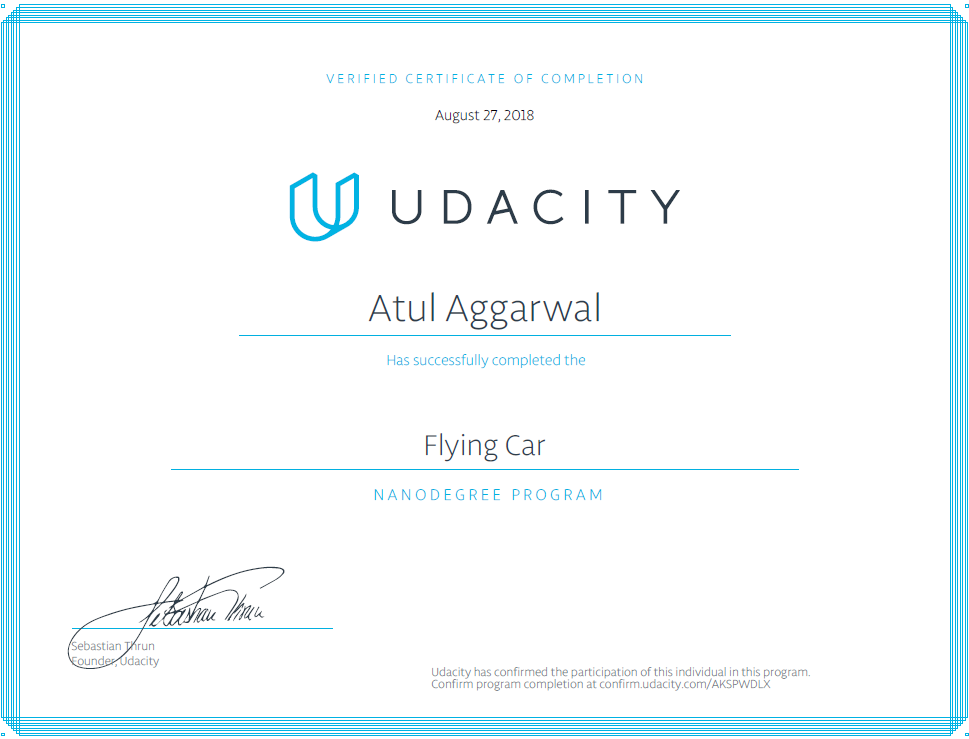 VERIFIED CERTIFICATE OF COMPLETION
August 27, 2018
UDACITY
Atul Aggarwal
Has successfully completed the
Flying Car
NANODEGREE PROGRAM
Sebastian Thrun
Sebastian Thrun
Founder, Udacity
Udacity has confirmed the participation of this individual in this program.
Confirm program completion at confirm.udacity.com/AKSPWDLX